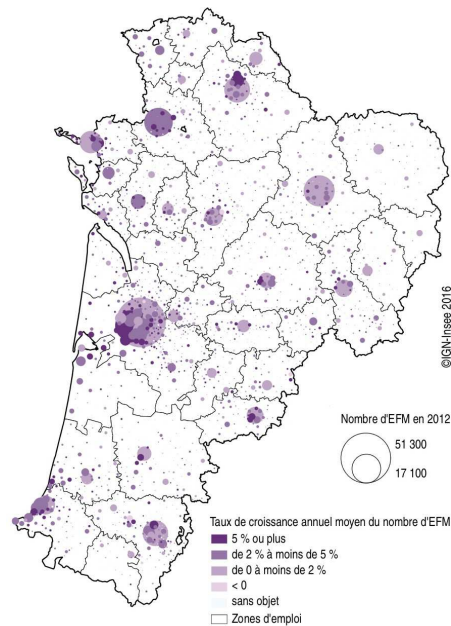 ©IGN-Insee 2016
Nombre d'EFM en 2012
51 300
17 100
Taux de croissance annuel moyen du nombre d'EFM
5 % ou plus
de 2 % à moins de 5 %
de 0 à moins de 2 %
< 0
sans objet
Zones d'emploi